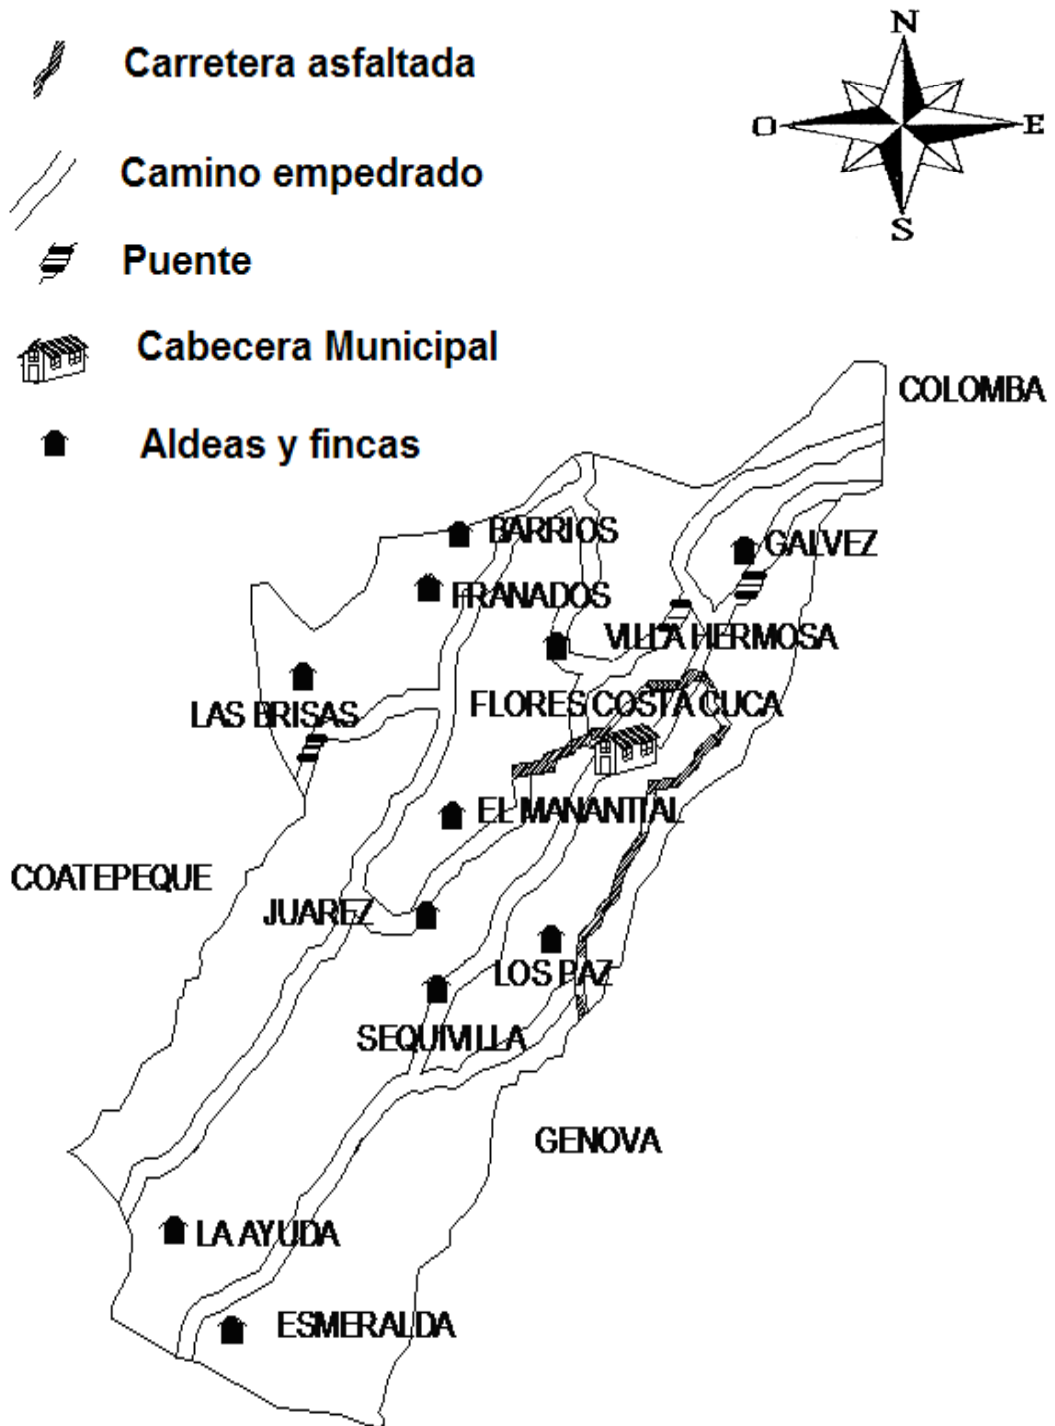 N
Carretera asfaltada
O
E
Camino empedrado
S
Puente
Cabecera Municipal
COLOMBA
Aldeas y fincas
BARRIOS
GALVEZ
FRANADOS
VILLA HERMOSA
LAS BRISAS
FLORES COSTA CUCA
EL MANANTIAL
COATEPEQUE
JUAREZ
LOS PAZ
SEQUIVILLA
GENOVA
LA AYUDA
ESMERALDA